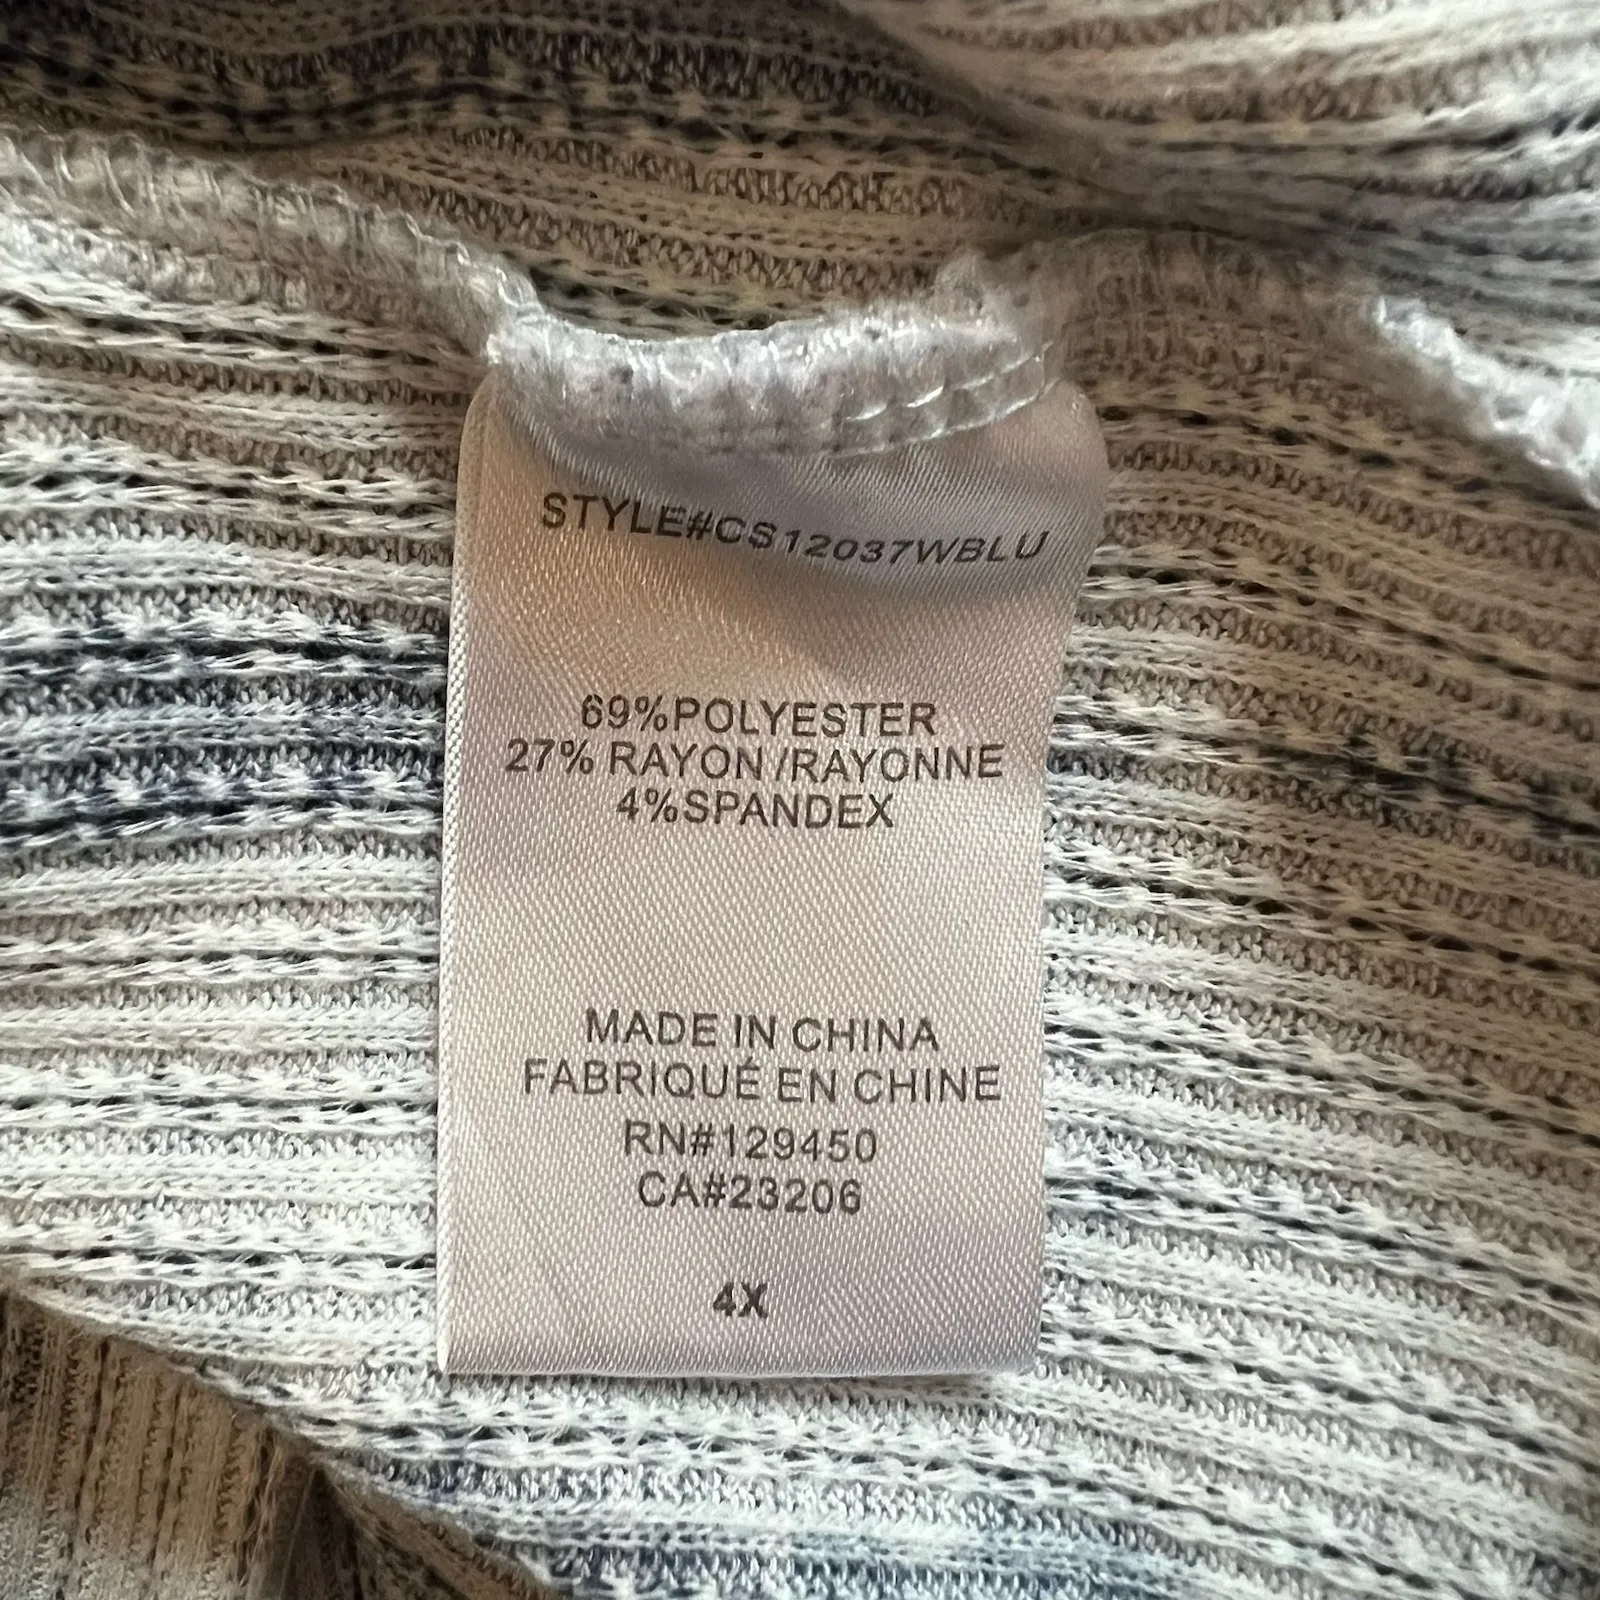 STYLE#CS12037WBLU
69%POLYESTER
27% RAYON/RAYONNE
4%SPANDEX
MADE IN CHINA
FABRIQUÉ EN CHINE
RN#129450
CA#23206
4X